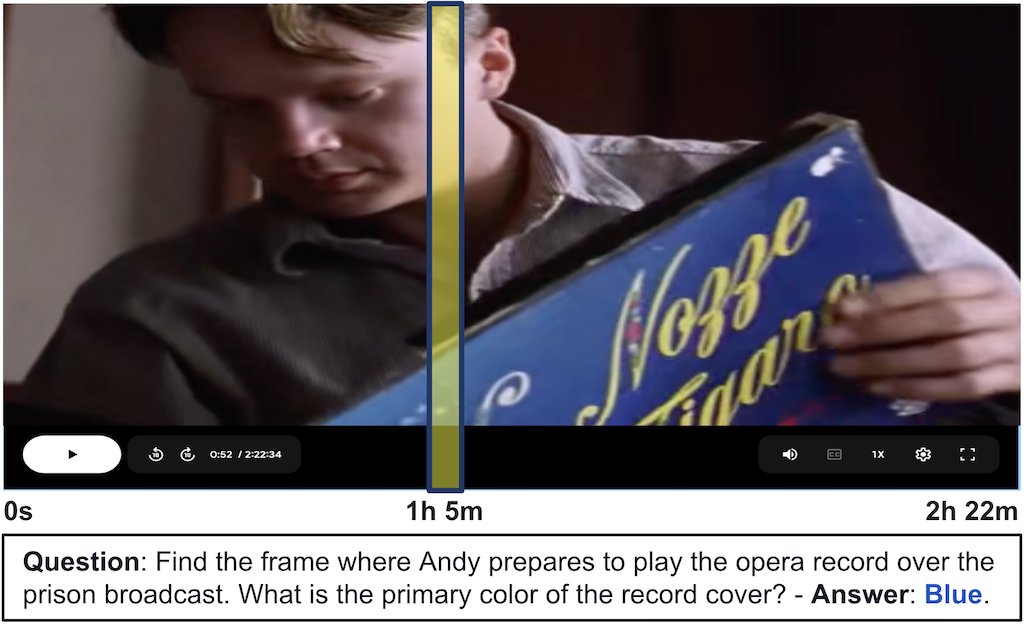 Nozze
Figaro
0:52 / 2:22:34
CC
1X
0s
1h 5m
2h 22m
Question: Find the frame where Andy prepares to play the opera record over the
prison broadcast. What is the primary color of the record cover? - Answer: Blue.